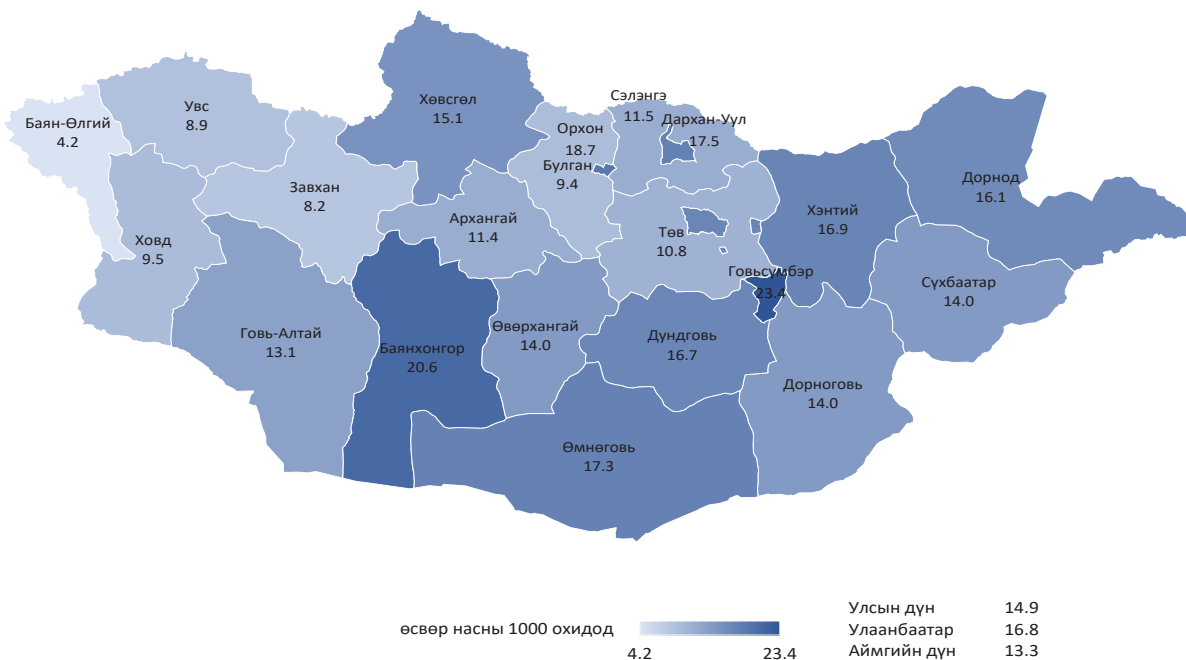 Увс
8.9
Баян-Өлгий
4.2
Хөвсгөл
15.1
Сэлэнгэ
11.5
Дархан-Уул
17.5
Орхон
18.7
Булган
9.4
Дорнод
16.1
Завхан
8.2
Хэнтий
16.9
Архангай
11.4
Ховд
9.5
Төв
10.8
Говьсүмбэр
23.4
Сүхбаатар
14.0
Говь-Алтай
13.1
Баянхонгор
20.6
Өвөрхангай
14.0
Дундговь
16.7
Дорноговь
14.0
Өмнөговь
17.3
өсвөр насны 1000 охидод
4.2 23.4
Улсын дүн 14.9
Улаанбаатар 16.8
Аймгийн дүн 13.3